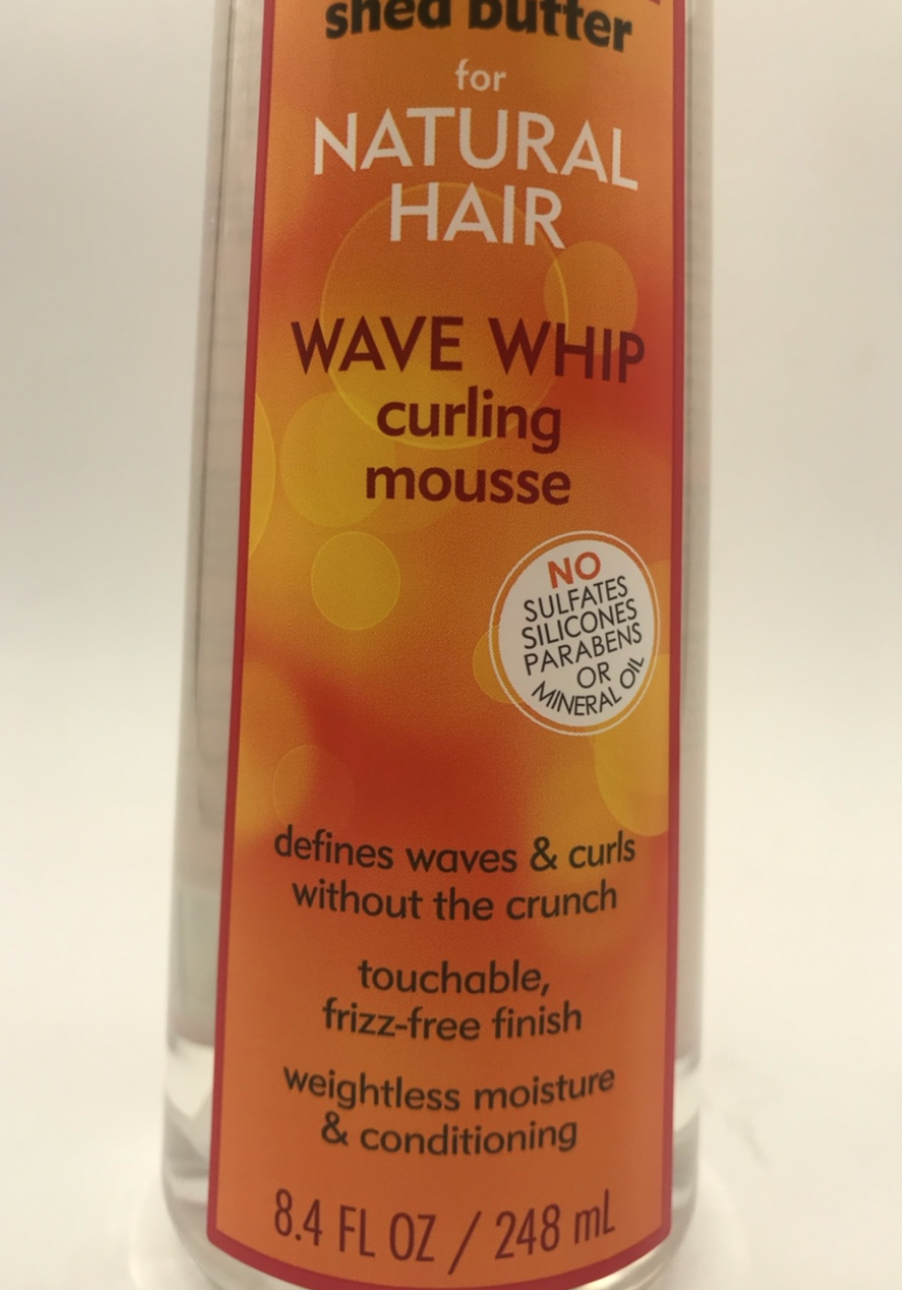 shea butter
for
NATURAL
HAIR
WAVE WHIP
curling
mousse
NO
SULFATES
SILICONES
PARABENS
OR
MINERAL OIL
defines waves & curls
without the crunch
touchable,
frizz-free finish
weightless moisture
& conditioning
8.4 FL OZ / 248 mL